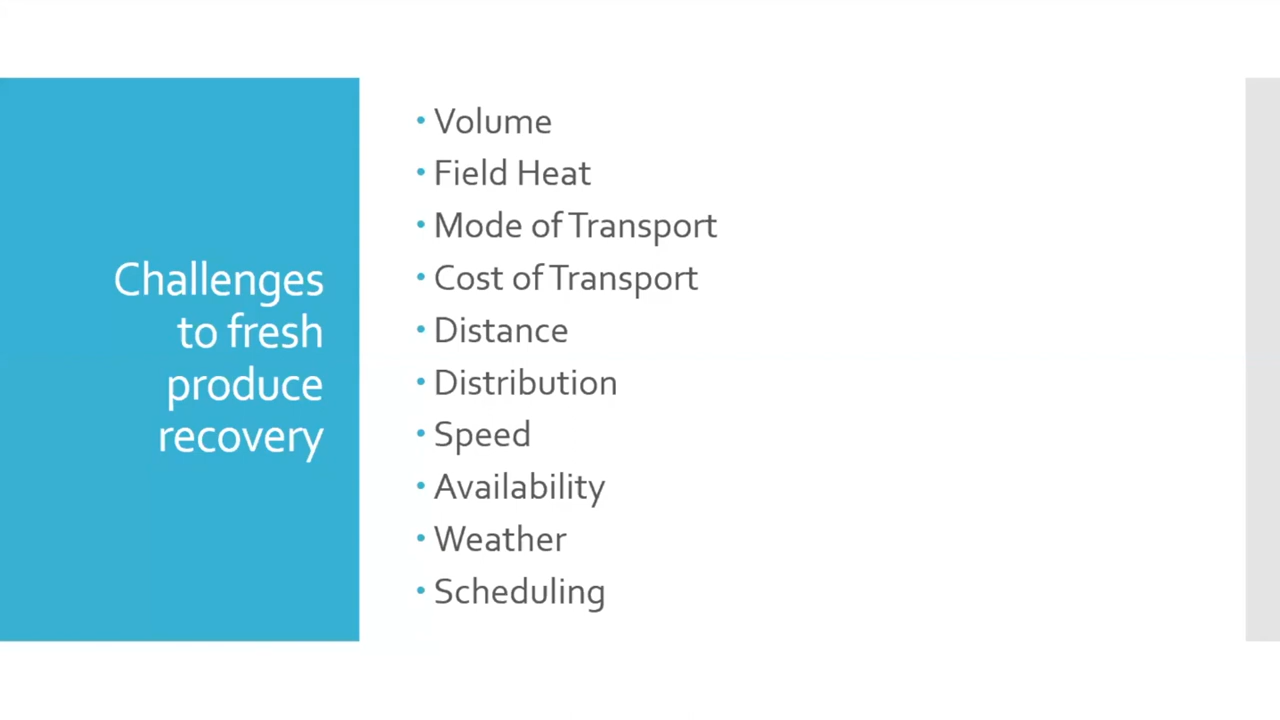 Challenges
to fresh
produce
recovery
• Volume
• Field Heat
• Mode of Transport
• Cost of Transport
• Distance
• Distribution
• Speed
• Availability
• Weather
• Scheduling